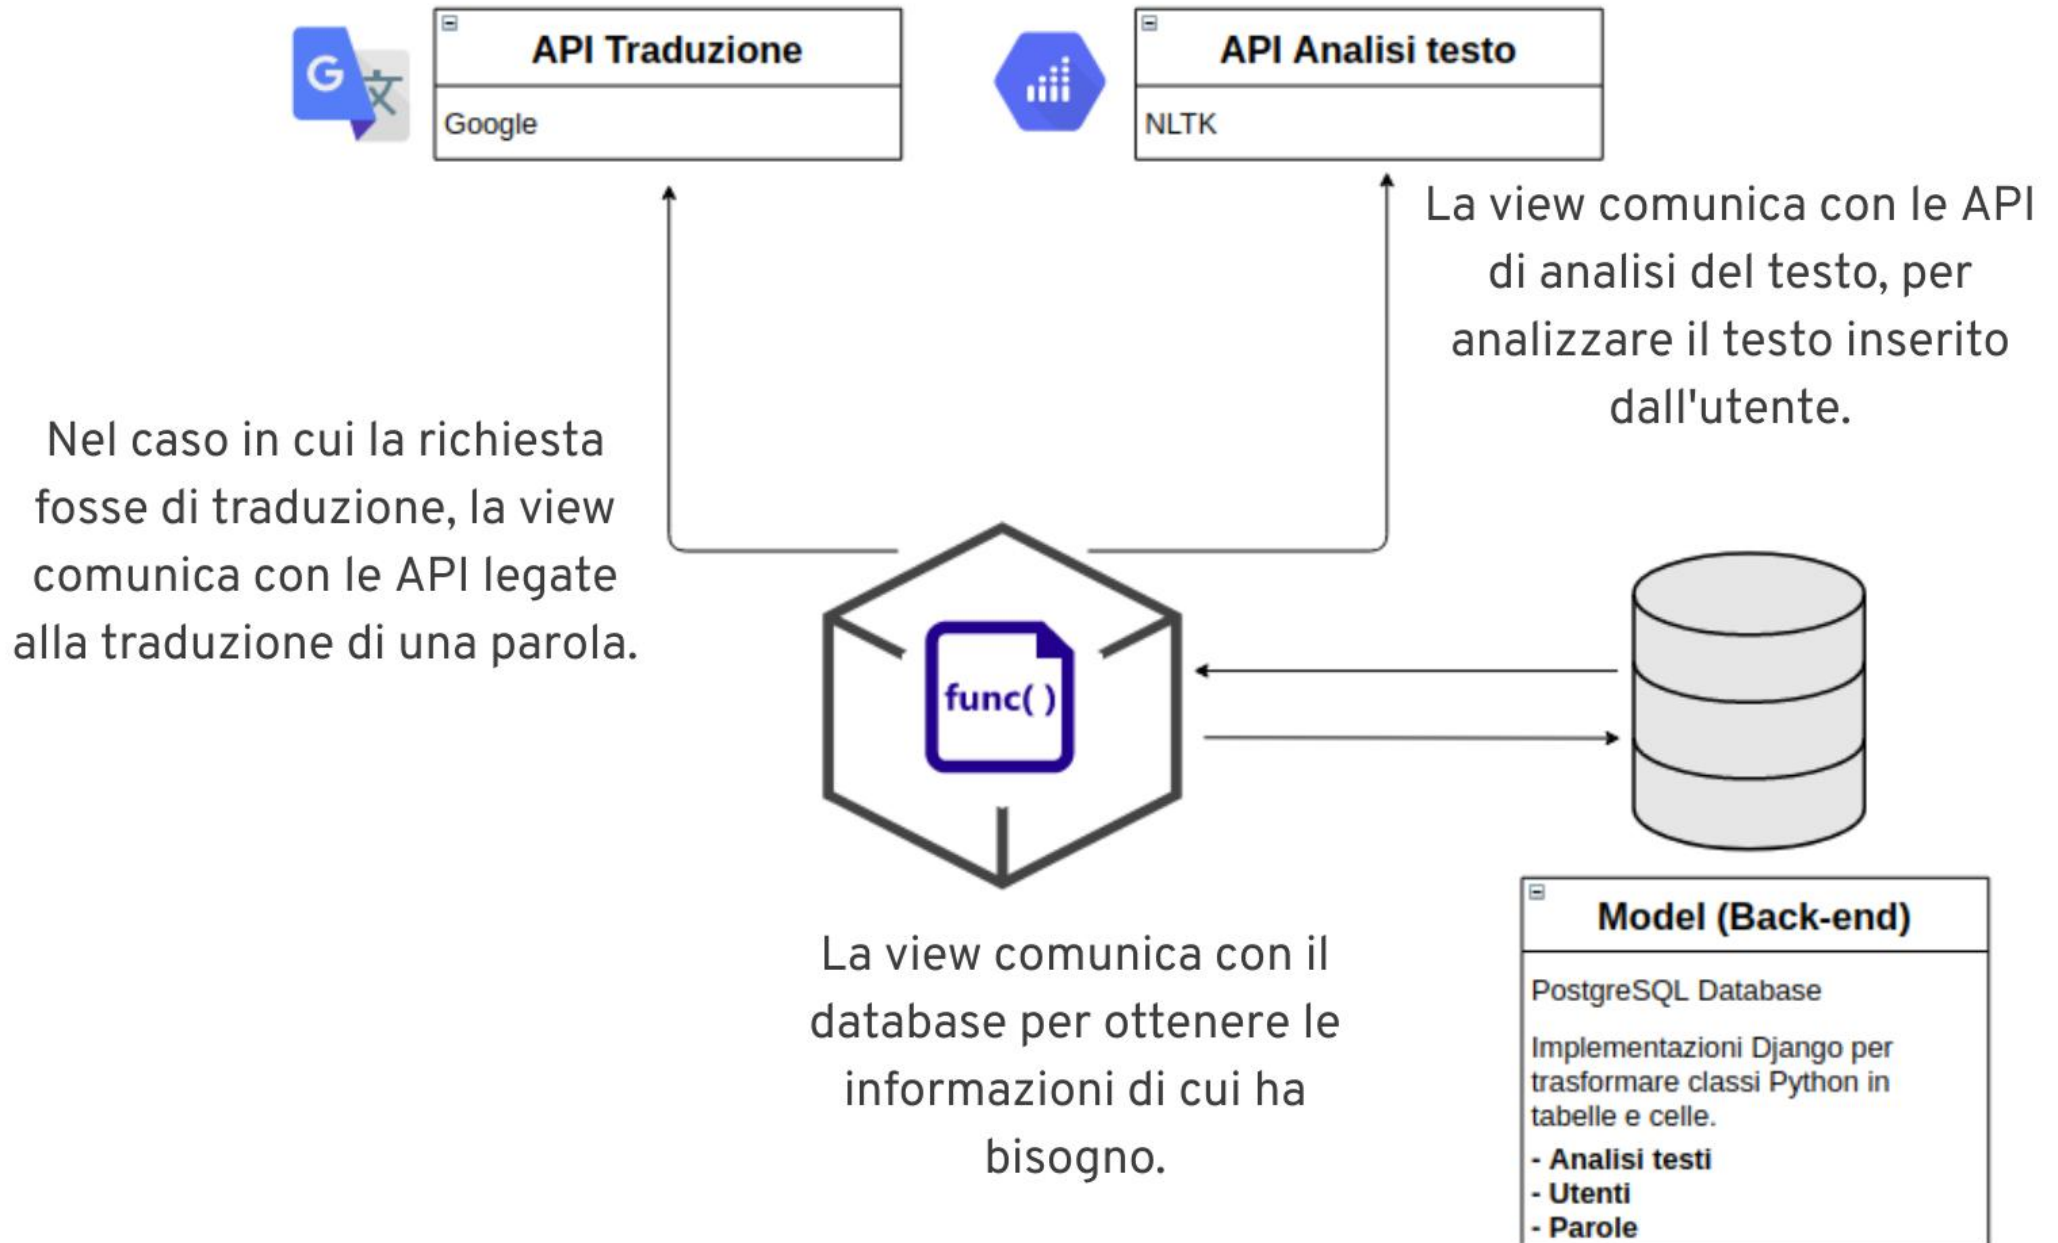 API Traduzione
Google
API Analisi testo
NLTK
La view comunica con le API
di analisi del testo, per
analizzare il testo inserito
dall'utente.
Nel caso in cui la richiesta
fosse di traduzione, la view
comunica con le API legate
alla traduzione di una parola.
func( )
La view comunica con il
database per ottenere le
informazioni di cui ha
bisogno.
Model (Back-end)
PostgreSQL Database
Implementazioni Django per
trasformare classi Python in
tabelle e celle.
- Analisi testi
- Utenti
- Parole
G
文